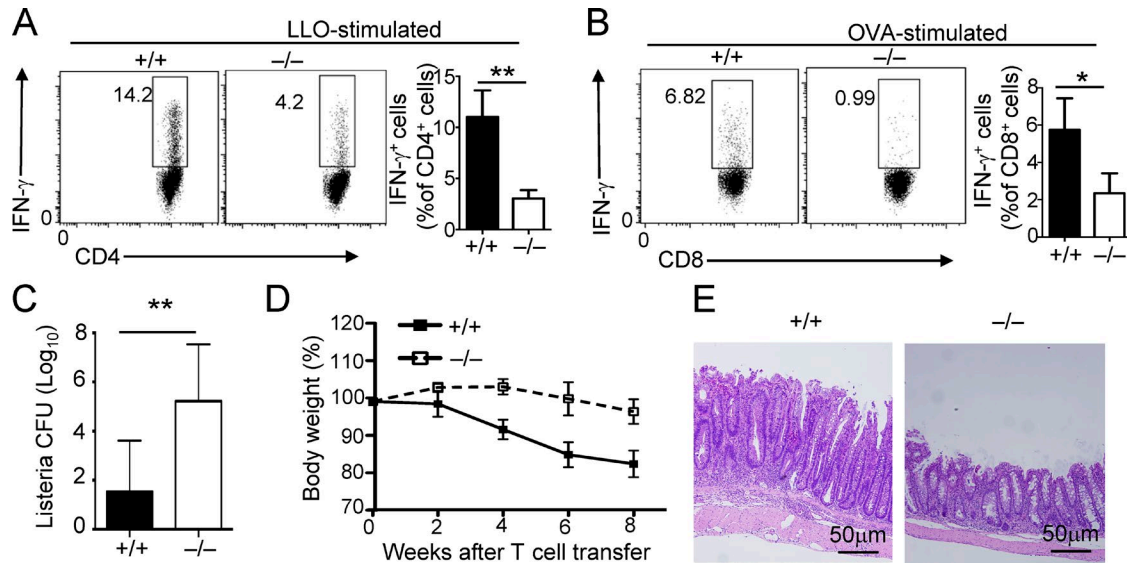 A
LLO-stimulated
+/+
–/–
14.2
4.2
IFN-γ
0
0
CD4
IFN-γ+ cells
(%of CD4+ cells)
15
10
5
0
**
+/+
–/–
B
OVA-stimulated
+/+
–/–
6.82
0.99
IFN-γ
0
0
CD8
IFN-γ+ cells
(%of CD8+ cells)
8
6
4
2
0
*
+/+
–/–
C
**
Listeria CFU (Log10)
8
6
4
2
0
+/+
–/–
D
+/+
–/–
Body weight (%)
120
110
100
90
80
70
0
2
4
6
8
Weeks after T cell transfer
E
+/+
–/–
50μm
50μm